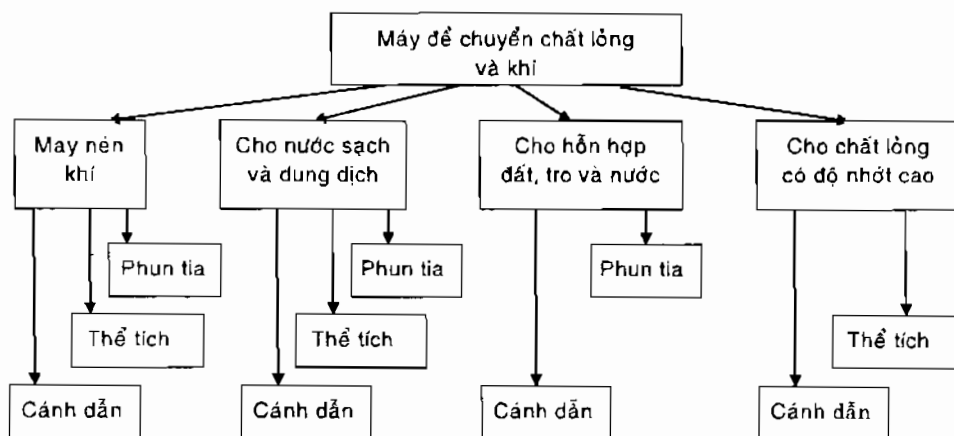 Máy để chuyển chất lỏng
và khí
May nén
khí
Cho nước sạch
và dung dịch
Cho hỗn hợp
đất, tro và nước
Cho chất lỏng
có độ nhớt cao
Phun tia
Phun tia
Phun tia
Thể tích
Thể tích
Thể tích
Cánh dẫn
Cánh dẫn
Cánh dẫn
Cánh dẫn